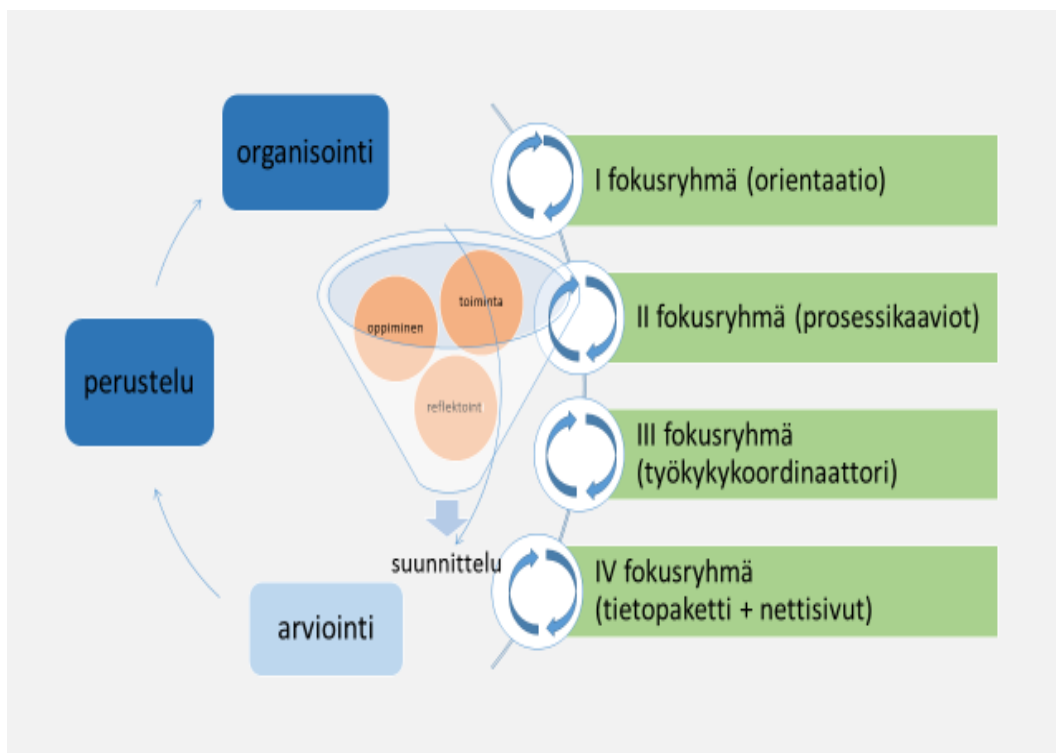 organisointi
perustelu
arviointi
oppiminen
toiminta
reflektoint
suunnittelu
I fokusryhmä (orientaatio)
II fokusryhmä (prosessikaaviot)
III fokusryhmä
(työkykykoordinaattori)
IV fokusryhmä
(tietopaketti + nettisivut)